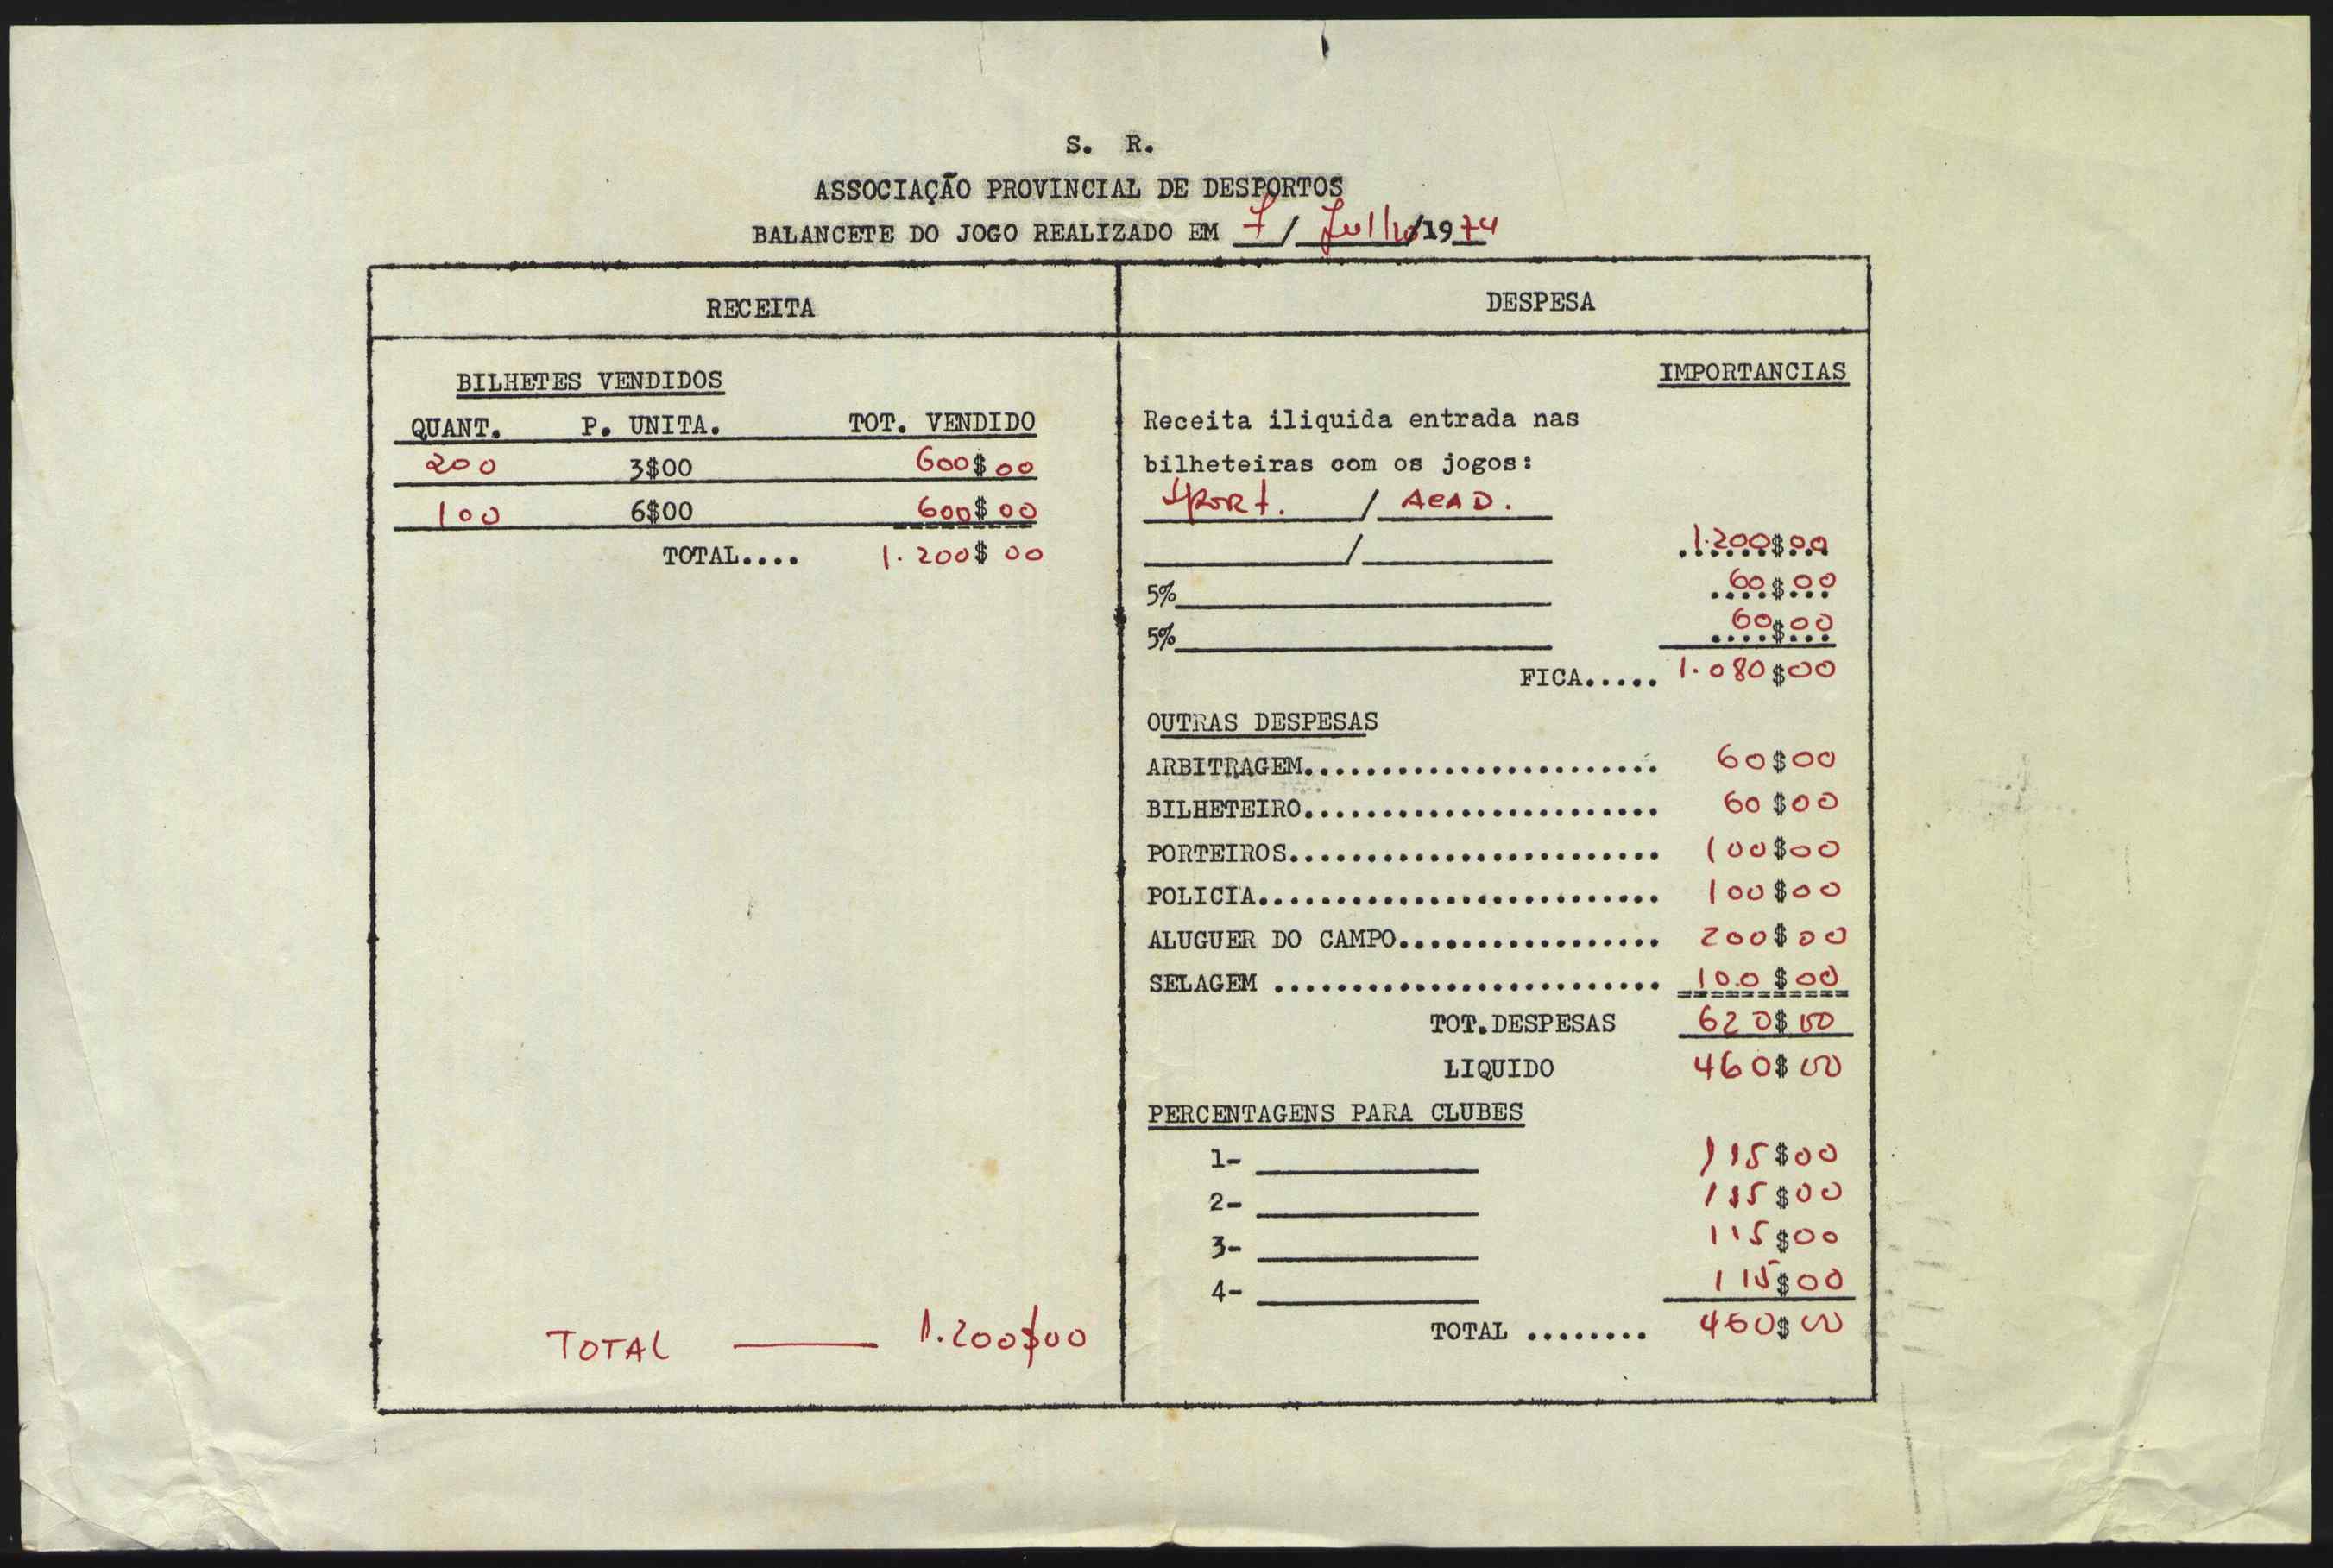 S. R.
ASSOCIAÇÃO PROVINCIAL DE DESPORTOS
BALANCETE DO JOGO REALIZADO EM 7/Julho/1974
RECEITA
BILHETES VENDIDOS
QUANT. P. UNITA. TOT. VENDIDO
200 3$00 600$00
100 6$00 600$00
TOTAL.... 1.200$00
TOTAL —— 1.200$00
DESPESA
IMPORTANCIAS
Receita iliquida entrada nas
bilheteiras com os jogos:
Sport. / ACAD.
/ 1.200$00
5% 60$00
5% 60$00
FICA..... 1.080$00
OUTRAS DESPESAS
ARBITRAGEM....................... 60$00
BILHETEIRO....................... 60$00
PORTEIROS........................ 100$00
POLICIA.......................... 100$00
ALUGUER DO CAMPO................. 200$00
SELAGEM ......................... 100$00
TOT.DESPESAS 620$00
LIQUIDO 460$00
PERCENTAGENS PARA CLUBES
1- 115$00
2- 115$00
3- 115$00
4- 115$00
TOTAL ........ 460$00